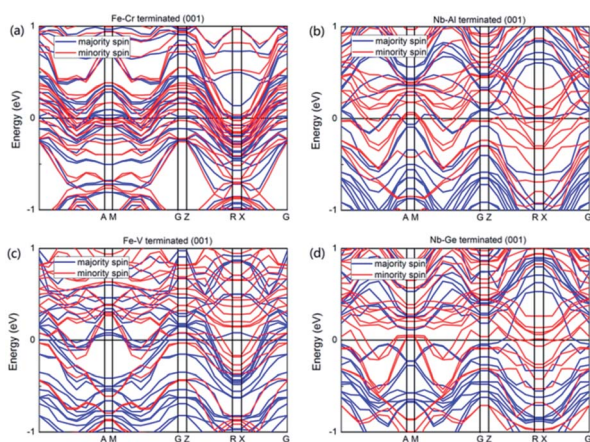 (a)
Fe-Cr terminated (001)
majority spin
minority spin
Energy (eV)
1
0
-1
A M G Z R X G
(b)
Nb-Al terminated (001)
majority spin
minority spin
Energy (eV)
1
0
-1
A M G Z R X G
(c)
Fe-V terminated (001)
majority spin
minority spin
Energy (eV)
1
0
-1
A M G Z R X G
(d)
Nb-Ge terminated (001)
majority spin
minority spin
Energy (eV)
1
0
-1
A M G Z R X G